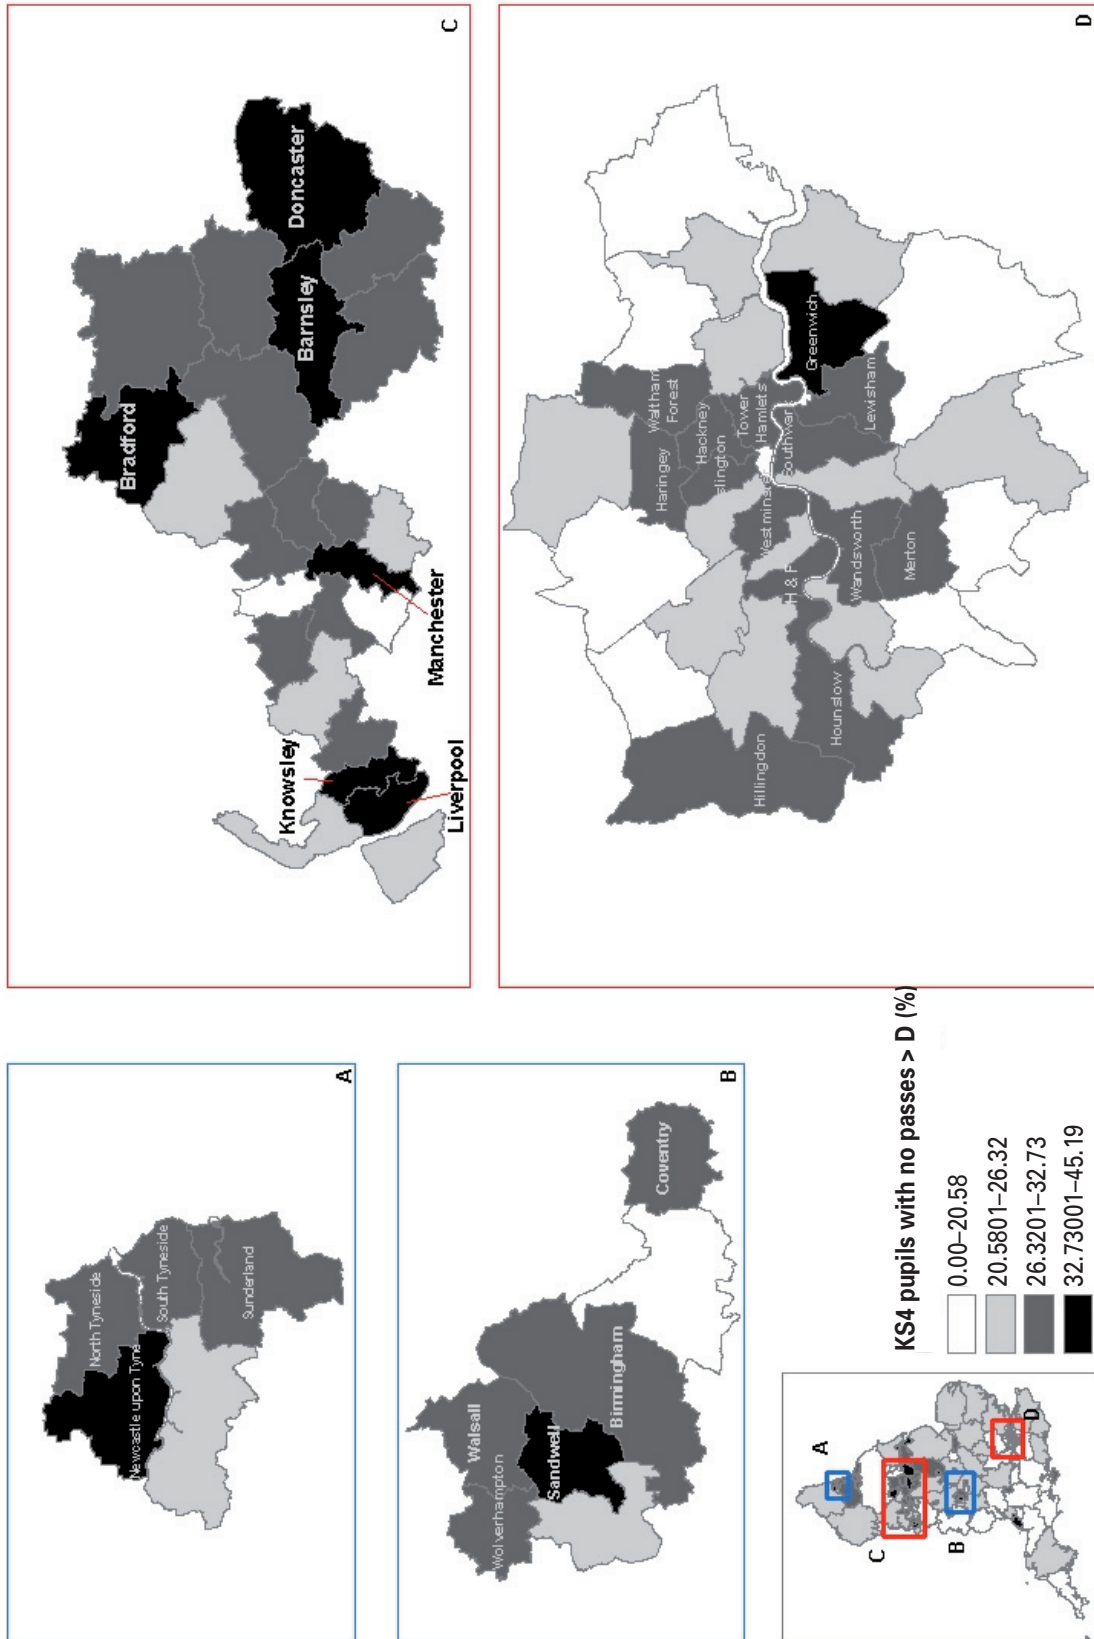 North Tyneside
Newcastle upon Tyne
South Tyneside
Sunderland
A
Walsall
Wolverhampton
Sandwell
Birmingham
Coventry
B
Bradford
Doncaster
Barnsley
Manchester
Knowsley
Liverpool
C
Waltham
Forest
Haringey
Hackney
Islington
Tower
Hamlets
Westminster
Southwark
Greenwich
H & F
Lewisham
Wandsworth
Merton
Hillingdon
Hounslow
D
A
C
B
D
KS4 pupils with no passes > D (%)
0.00–20.58
20.5801–26.32
26.3201–32.73
32.73001–45.19